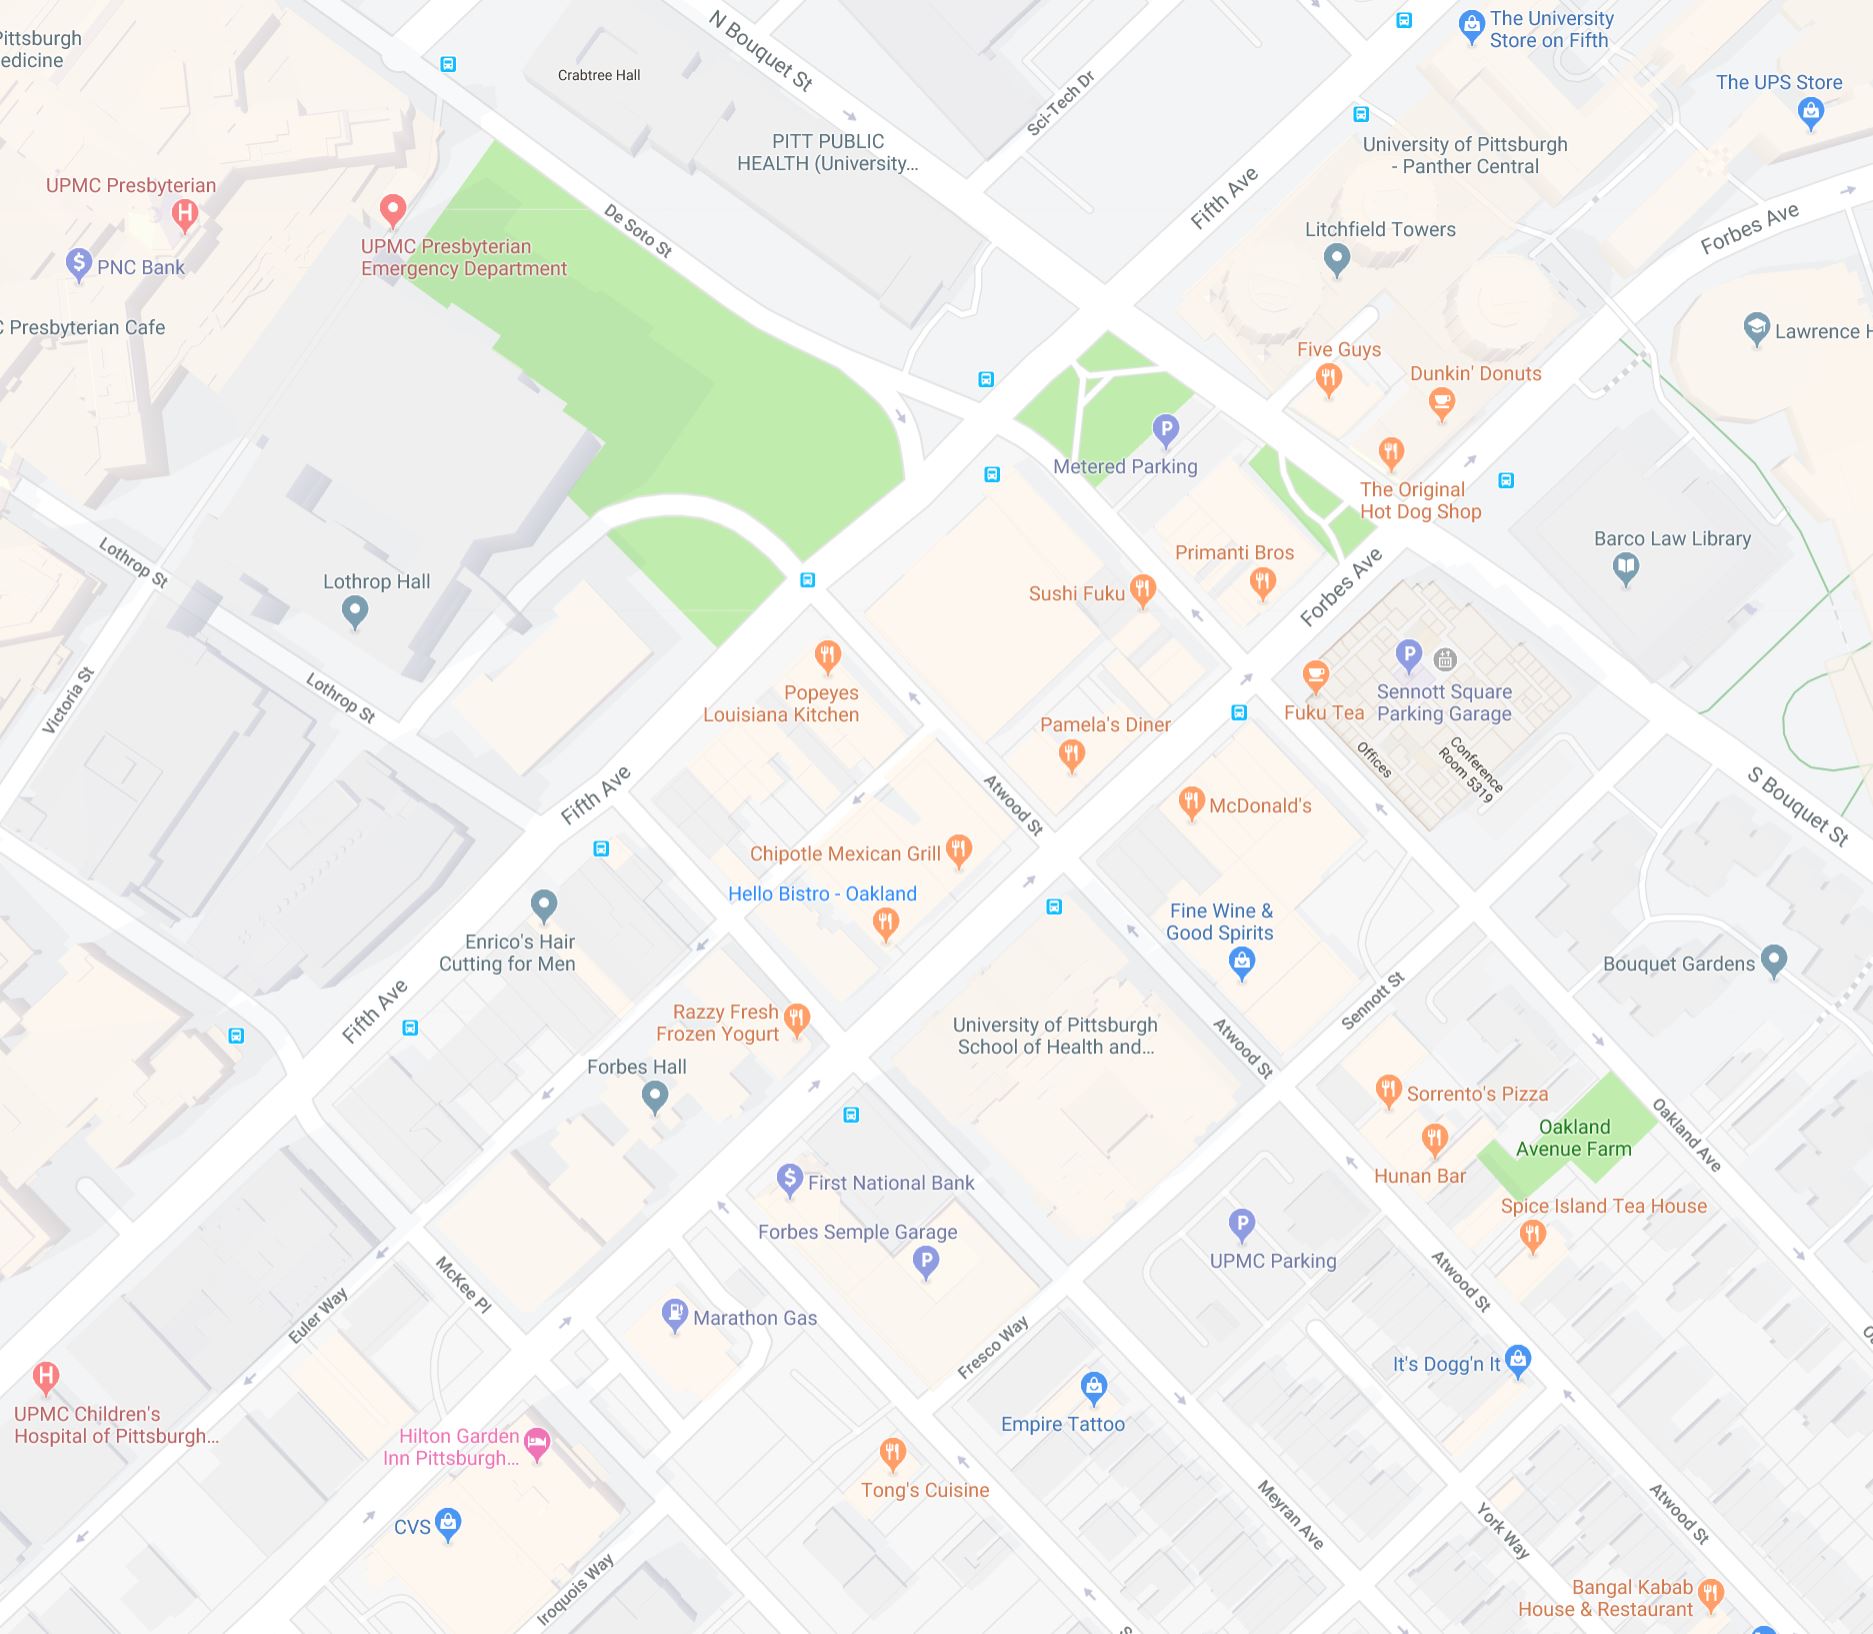 Pittsburgh
edicine
Crabtree Hall
N Bouquet St
Sci-Tech Dr
The University
Store on Fifth
The UPS Store
PITT PUBLIC
HEALTH (University...
University of Pittsburgh
- Panther Central
UPMC Presbyterian
UPMC Presbyterian
Emergency Department
De Soto St
Fifth Ave
Litchfield Towers
Forbes Ave
PNC Bank
C Presbyterian Cafe
Five Guys
Dunkin' Donuts
Lawrence H
Metered Parking
The Original
Hot Dog Shop
Barco Law Library
Lothrop St
Lothrop Hall
Primanti Bros
Sushi Fuku
Forbes Ave
Victoria St
Lothrop St
Popeyes
Louisiana Kitchen
Pamela's Diner
Fuku Tea
Sennott Square
Parking Garage
Offices
Conference
Room 5319
S Bouquet St
Fifth Ave
Atwood St
McDonald's
Chipotle Mexican Grill
Hello Bistro - Oakland
Fine Wine &
Good Spirits
Enrico's Hair
Cutting for Men
Bouquet Gardens
Fifth Ave
Razzy Fresh
Frozen Yogurt
Sennott St
University of Pittsburgh
School of Health and...
Atwood St
Forbes Hall
Sorrento's Pizza
Oakland
Avenue Farm
Oakland Ave
Hunan Bar
First National Bank
Spice Island Tea House
Forbes Semple Garage
UPMC Parking
McKee Pl
Atwood St
Euler Way
Marathon Gas
Fresco Way
It's Dogg'n It
UPMC Children's
Hospital of Pittsburgh...
Hilton Garden
Inn Pittsburgh...
Empire Tattoo
Tong's Cuisine
CVS
Meyran Ave
York Way
Atwood St
Iroquois Way
Bangal Kabab
House & Restaurant